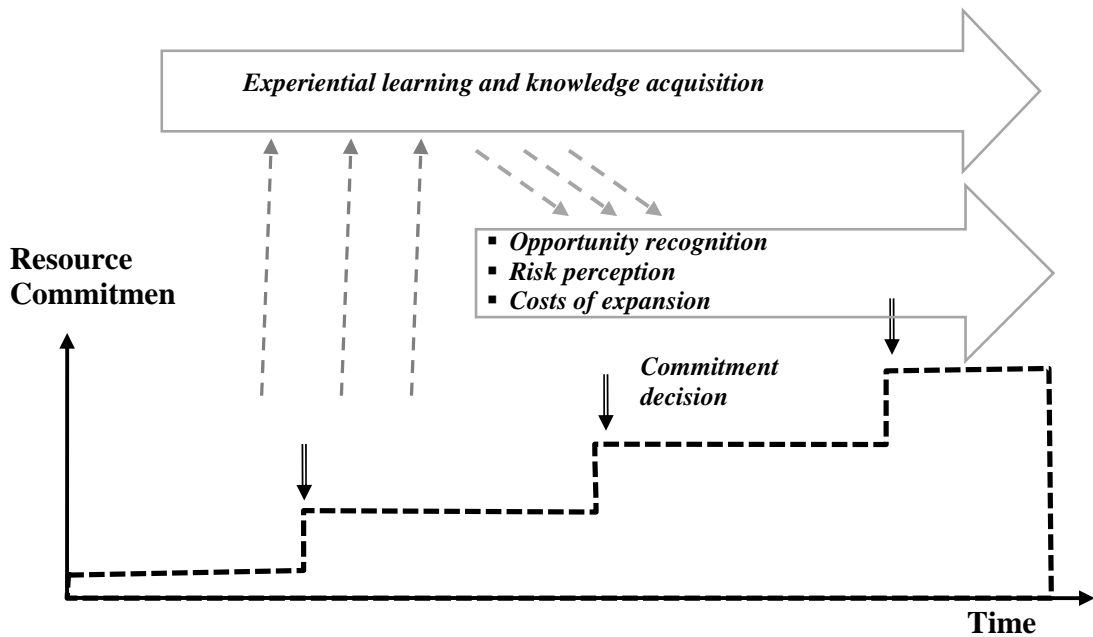 Experiential learning and knowledge acquisition
▪ Opportunity recognition
▪ Risk perception
▪ Costs of expansion
Resource
Commitmen
Commitment
decision
Time